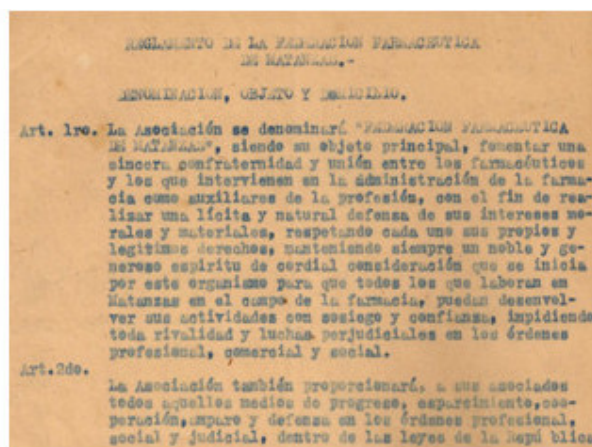 REGLAMENTO DE LA FEDERACION FARMACEUTICA
DE MATANZAS.-
DENOMINACION, OBJETO Y DOMICINIO.
Art. 1ro. La Asociación se denominará "FEDERACION FARMACEUTICA
DE MATANZAS", siendo su objeto principal, fomentar una
sincera confraternidad y unión entre los farmacéuticos
y los que intervienen en la administración de la farma-
cia como auxiliares de la profesión, con el fin de rea-
lizar una lícita y natural defensa de sus intereses mo-
rales y materiales, respetando cada uno sus propios y
legitimos derechos, manteniendo siempre un noble y ge-
neroso espiritu de cordial consideración que se inicia
por este organismo para que todos los que laboran en
Matanzas en el campo de la farmacia, puedan desenvol-
ver sus actividades con sosiego y confianza, impidiendo
toda rivalidad y luchas perjudiciales en los órdenes
profesional, comercial y social.
Art.2do.
La Asociación también proporcionará, a sus asociados
todos aquellos medios de progreso, esparcimiento,coo-
peración,amparo y defensa en los órdenes profesional,
social y judicial, dentro de las leyes de la República